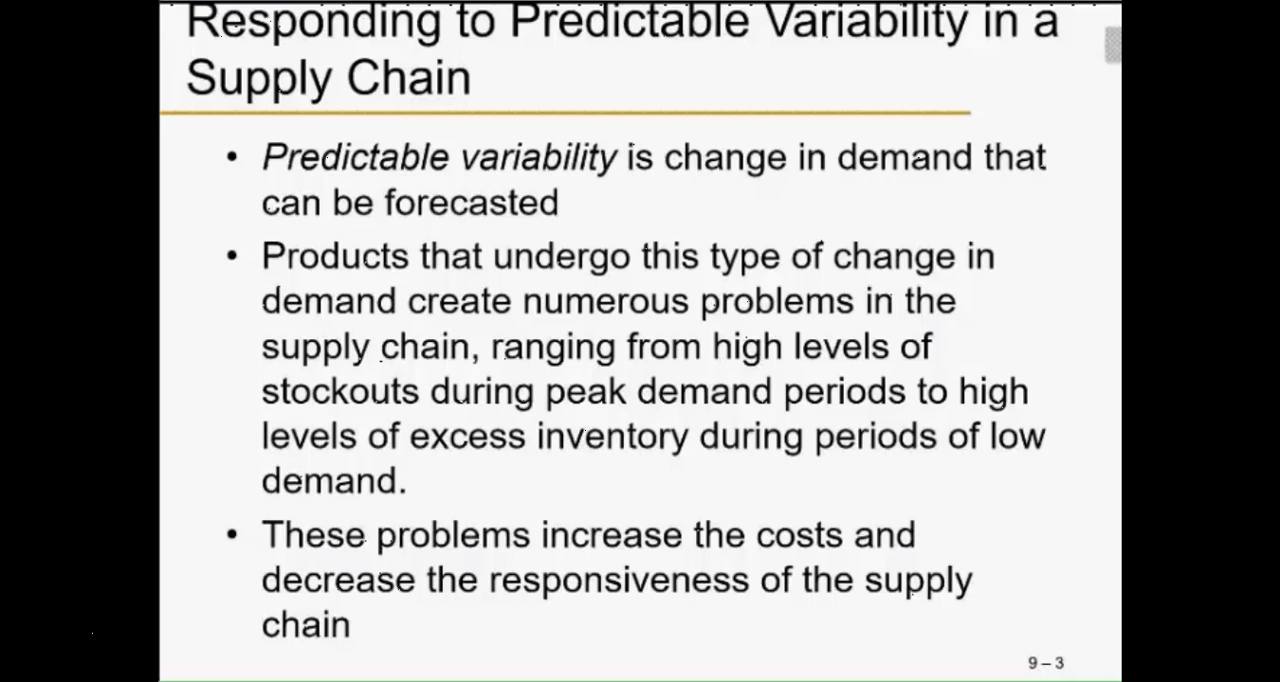 Responding to Predictable Variability in a
Supply Chain
• Predictable variability is change in demand that
can be forecasted
• Products that undergo this type of change in
demand create numerous problems in the
supply chain, ranging from high levels of
stockouts during peak demand periods to high
levels of excess inventory during periods of low
demand.
• These problems increase the costs and
decrease the responsiveness of the supply
chain
9 – 3